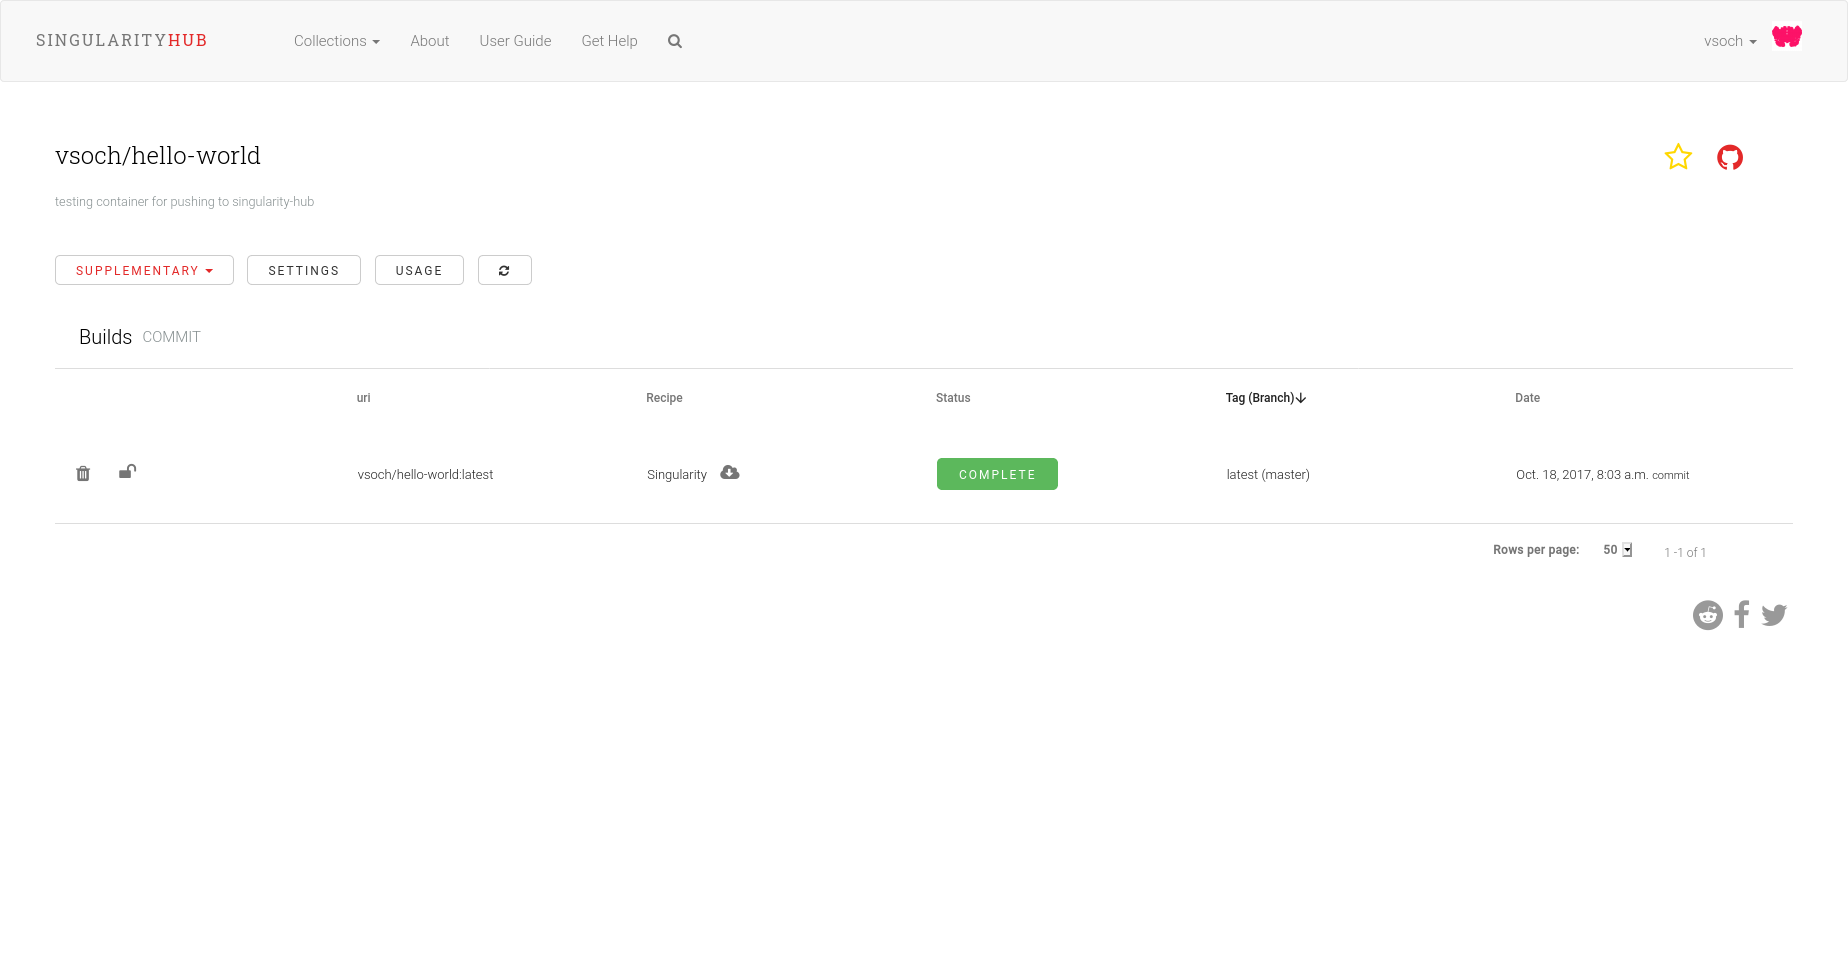 SINGULARITYHUB Collections About User Guide Get Help vsoch
vsoch/hello-world
testing container for pushing to singularity-hub
SUPPLEMENTARY SETTINGS USAGE
Builds COMMIT
uri Recipe Status Tag (Branch) Date
vsoch/hello-world:latest Singularity COMPLETE latest (master) Oct. 18, 2017, 8:03 a.m. commit
Rows per page: 50 1 -1 of 1